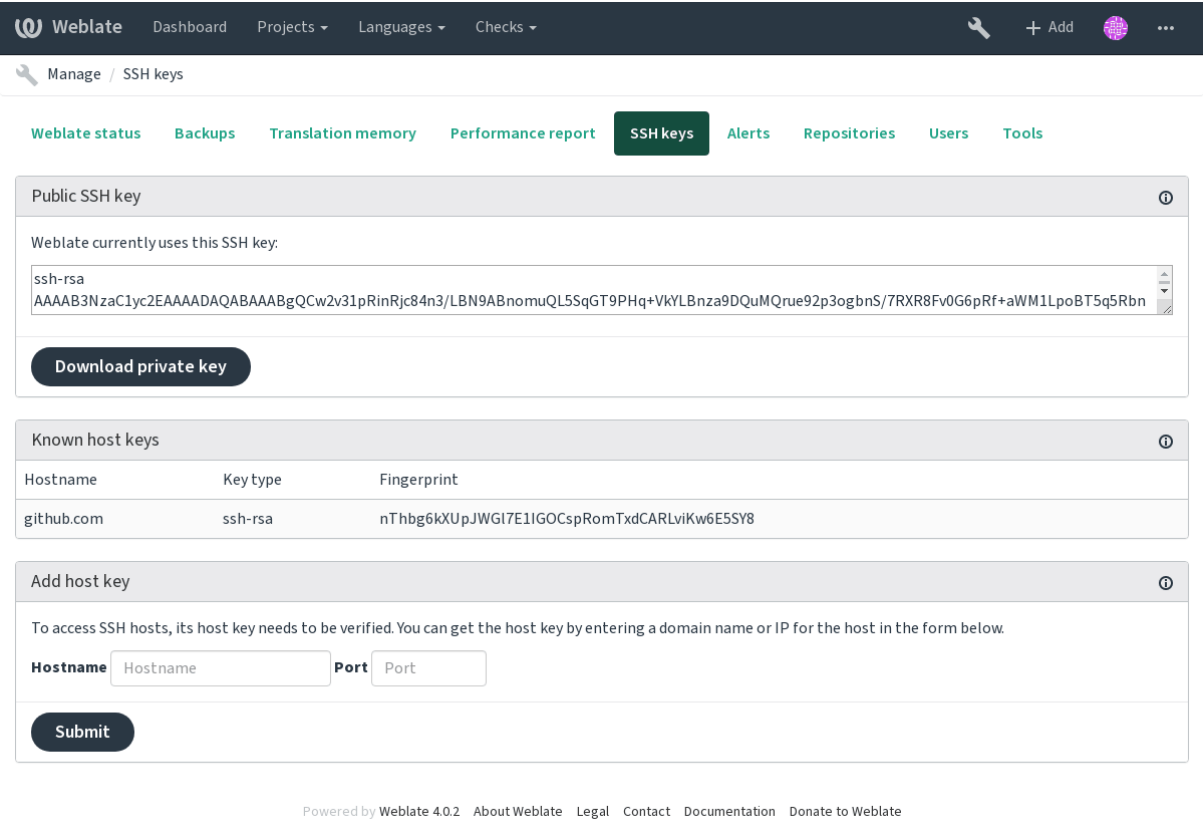 Weblate Dashboard Projects Languages Checks Add
Manage / SSH keys
Weblate status Backups Translation memory Performance report SSH keys Alerts Repositories Users Tools
Public SSH key
Weblate currently uses this SSH key:
ssh-rsa
AAAAB3NzaC1yc2EAAAADAQABAAABgQCw2v31pRinRjc84n3/LBN9ABnomuQL5SqGT9PHq+VkYLBnza9DQuMQrue92p3ogbnS/7RXR8Fv0G6pRf+aWM1LpoBT5q5Rbn
Download private key
Known host keys
Hostname Key type Fingerprint
github.com ssh-rsa nThbg6kXUpJWGl7E1IGOCspRomTxdCARLviKw6E5SY8
Add host key
To access SSH hosts, its host key needs to be verified. You can get the host key by entering a domain name or IP for the host in the form below.
Hostname Hostname Port Port
Submit
Powered by Weblate 4.0.2 About Weblate Legal Contact Documentation Donate to Weblate